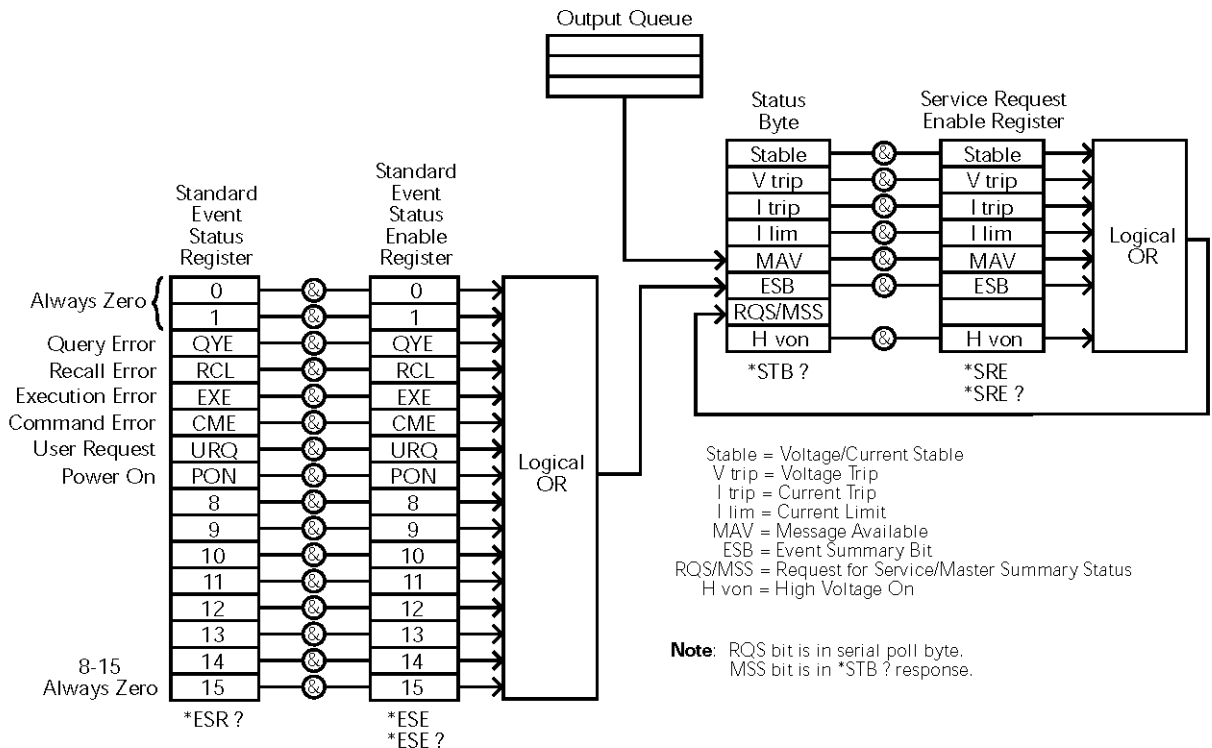 Output Queue
Status
Byte
Service Request
Enable Register
Stable & Stable
V trip & V trip
I trip & I trip
I lim & I lim
MAV & MAV
ESB & ESB
RQS/MSS
H von & H von
Logical
OR
*STB ?
*SRE
*SRE ?
Standard
Event
Status
Register
Standard
Event
Status
Enable
Register
Always Zero
0 & 0
1 & 1
Query Error QYE & QYE
Recall Error RCL & RCL
Execution Error EXE & EXE
Command Error CME & CME
User Request URQ & URQ
Power On PON & PON
8 & 8
9 & 9
10 & 10
11 & 11
12 & 12
13 & 13
14 & 14
15 & 15
8-15
Always Zero
Logical
OR
*ESR ?
*ESE
*ESE ?
Stable = Voltage/Current Stable
V trip = Voltage Trip
I trip = Current Trip
I lim = Current Limit
MAV = Message Available
ESB = Event Summary Bit
RQS/MSS = Request for Service/Master Summary Status
H von = High Voltage On
Note: RQS bit is in serial poll byte.
MSS bit is in *STB ? response.